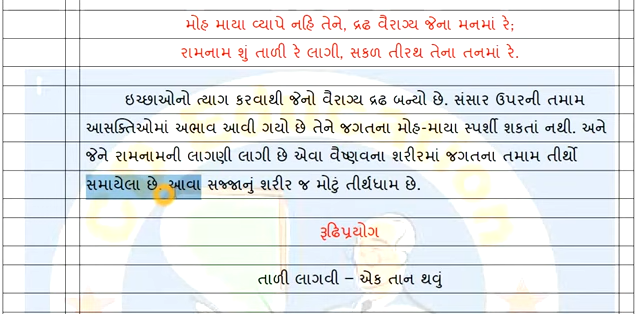 મોહ માયા વ્યાપે નહિ તેને, દ્રઢ વૈરાગ્ય જેના મનમાં રે;
રામનામ શું તાળી રે લાગી, સકળ તીરથ તેના તનમાં રે.
ઇચ્છાઓનો ત્યાગ કરવાથી જેનો વૈરાગ્ય દ્રઢ બન્યો છે. સંસાર ઉપરની તમામ
આસક્તિઓમાં અભાવ આવી ગયો છે તેને જગતના મોહ-માયા સ્પર્શી શકતાં નથી. અને
જેને રામનામની લાગણી લાગી છે એવા વૈષ્ણવના શરીરમાં જગતના તમામ તીર્થો
સમાયેલા છે. આવા સજ્જાનું શરીર જ મોટું તીર્થધામ છે.
રૂઢિપ્રયોગ
તાળી લાગવી – એક તાન થવું